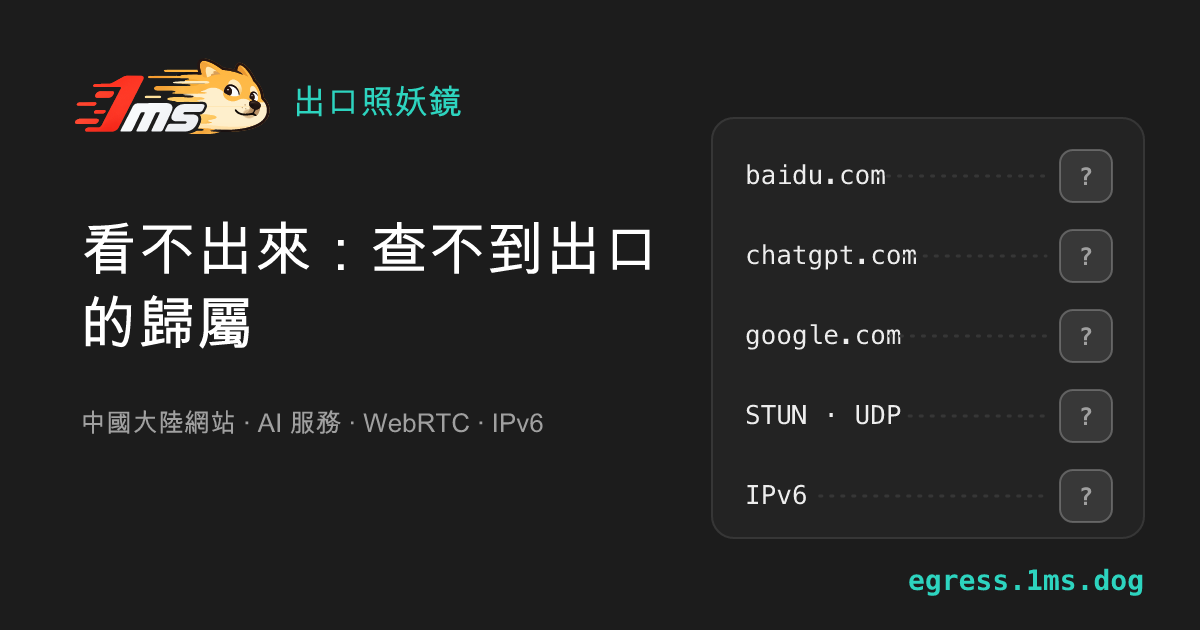 1ms
出口照妖鏡
看不出來：查不到出口
的歸屬
中國大陸網站 · AI 服務 · WebRTC · IPv6
baidu.com ?
chatgpt.com ?
google.com ?
STUN · UDP ?
IPv6 ?
egress.1ms.dog